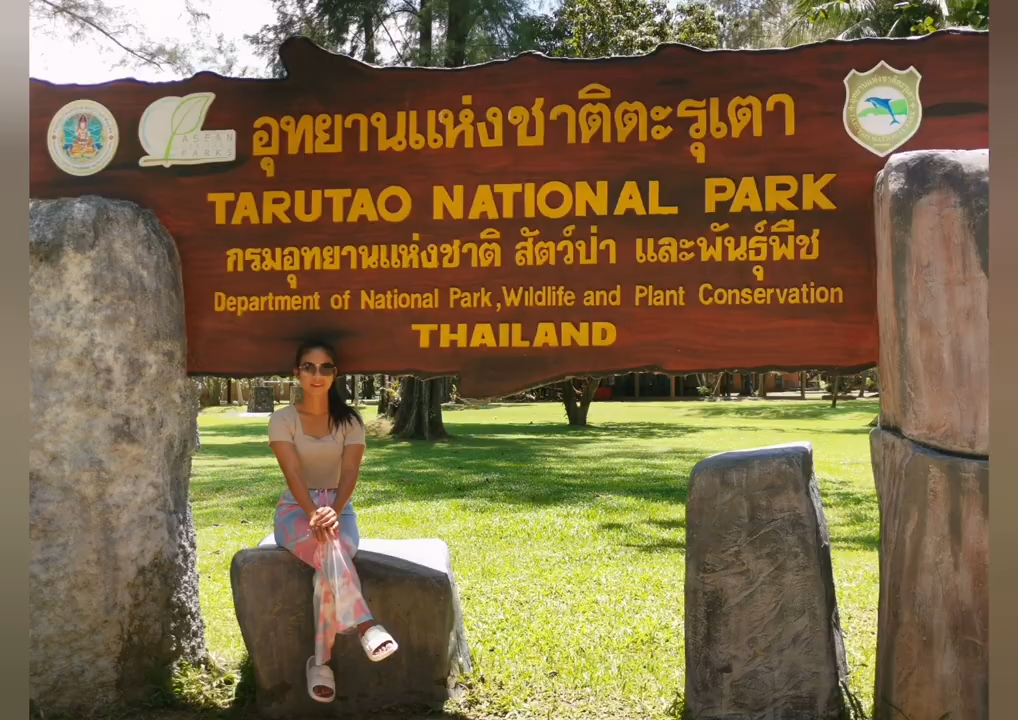 อุทยานแห่งชาติตะรุเตา
ASEAN
PARKS
TARUTAO NATIONAL PARK
กรมอุทยานแห่งชาติ สัตว์ป่า และพันธุ์พืช
Department of National Park, Wildlife and Plant Conservation
THAILAND